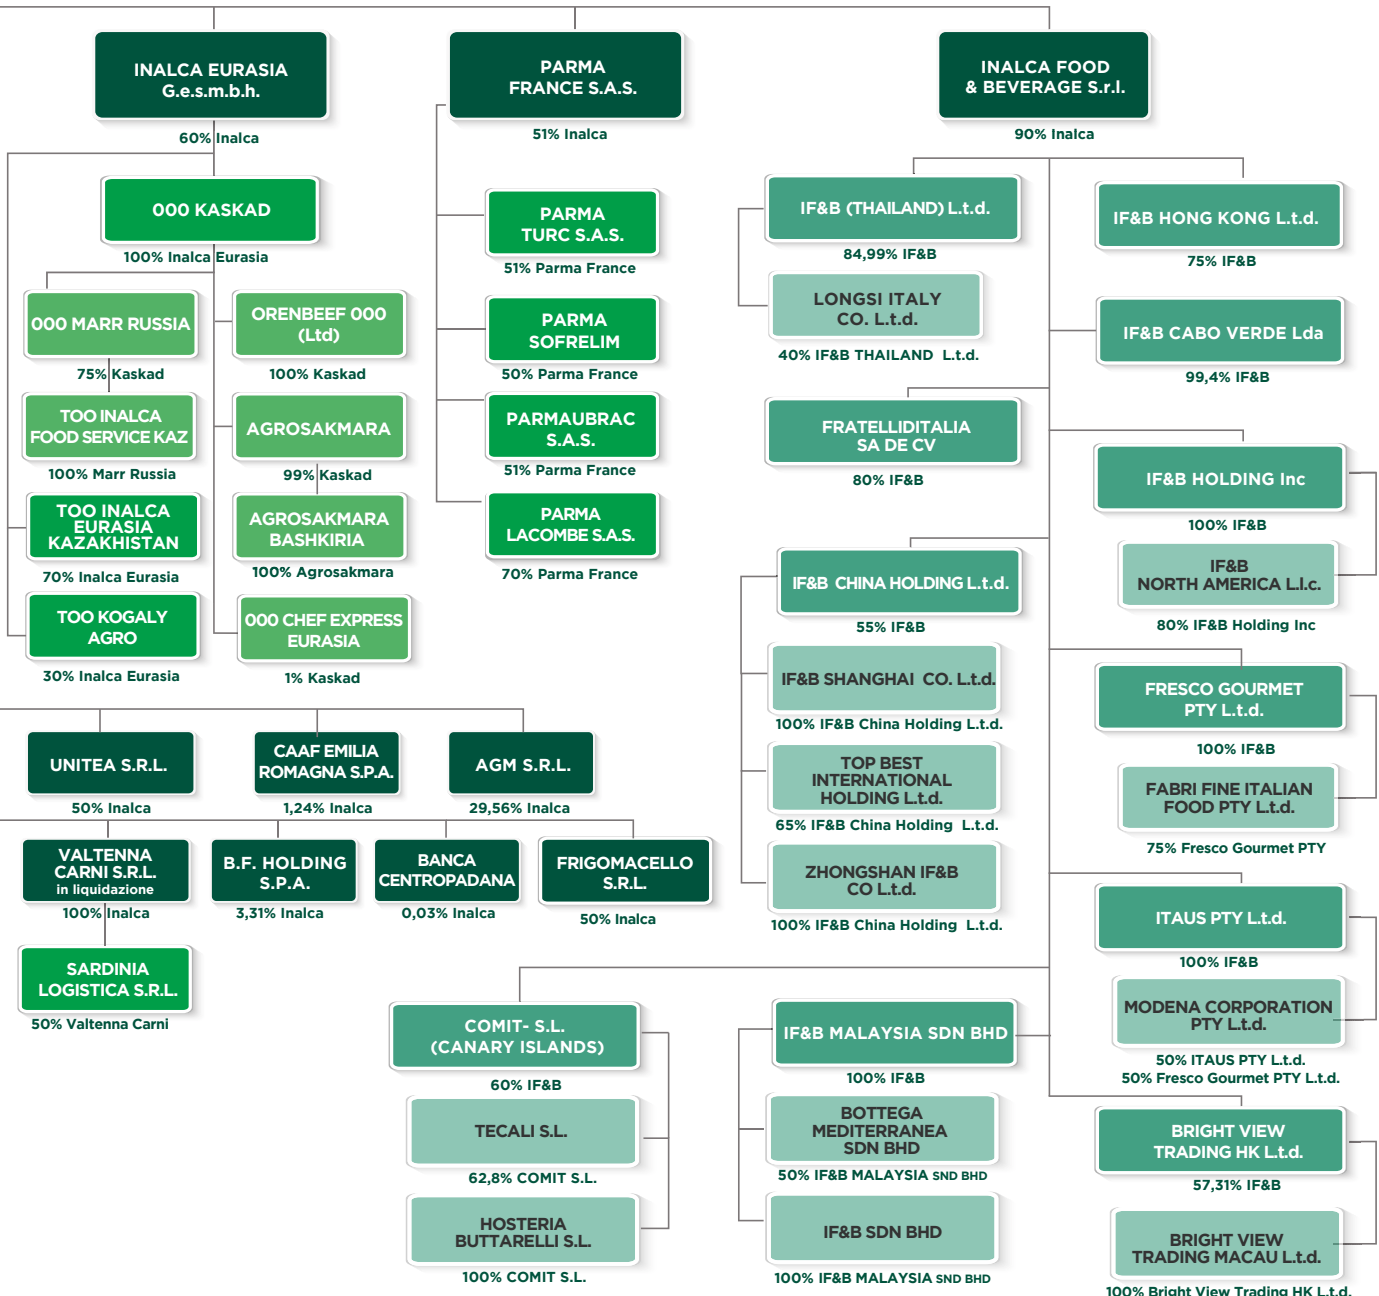 INALCA EURASIA
G.e.s.m.b.h.
60% Inalca
000 KASKAD
100% Inalca Eurasia
000 MARR RUSSIA
75% Kaskad
TOO INALCA
FOOD SERVICE KAZ
100% Marr Russia
TOO INALCA
EURASIA
KAZAKHISTAN
70% Inalca Eurasia
TOO KOGALY
AGRO
30% Inalca Eurasia
ORENBEEF 000
(Ltd)
100% Kaskad
AGROSAKMARA
99% Kaskad
AGROSAKMARA
BASHKIRIA
100% Agrosakmara
000 CHEF EXPRESS
EURASIA
1% Kaskad
PARMA
FRANCE S.A.S.
51% Inalca
PARMA
TURC S.A.S.
51% Parma France
PARMA
SOFRELIM
50% Parma France
PARMAUBRAC
S.A.S.
51% Parma France
PARMA
LACOMBE S.A.S.
70% Parma France
UNITEA S.R.L.
50% Inalca
CAAF EMILIA
ROMAGNA S.P.A.
1,24% Inalca
AGM S.R.L.
29,56% Inalca
VALTENNA
CARNI S.R.L.
in liquidazione
100% Inalca
B.F. HOLDING
S.P.A.
3,31% Inalca
BANCA
CENTROPADANA
0,03% Inalca
FRIGOMACELLO
S.R.L.
50% Inalca
SARDINIA
LOGISTICA S.R.L.
50% Valtenna Carni
INALCA FOOD
& BEVERAGE S.r.l.
90% Inalca
IF&B (THAILAND) L.t.d.
84,99% IF&B
LONGSI ITALY
CO. L.t.d.
40% IF&B THAILAND L.t.d.
FRATELLIDITALIA
SA DE CV
80% IF&B
IF&B CHINA HOLDING L.t.d.
55% IF&B
IF&B SHANGHAI CO. L.t.d.
100% IF&B China Holding L.t.d.
TOP BEST
INTERNATIONAL
HOLDING L.t.d.
65% IF&B China Holding L.t.d.
ZHONGSHAN IF&B
CO L.t.d.
100% IF&B China Holding L.t.d.
IF&B HONG KONG L.t.d.
75% IF&B
IF&B CABO VERDE Lda
99,4% IF&B
IF&B HOLDING Inc
100% IF&B
IF&B
NORTH AMERICA L.l.c.
80% IF&B Holding Inc
FRESCO GOURMET
PTY L.t.d.
100% IF&B
FABRI FINE ITALIAN
FOOD PTY L.t.d.
75% Fresco Gourmet PTY
ITAUS PTY L.t.d.
100% IF&B
MODENA CORPORATION
PTY L.t.d.
50% ITAUS PTY L.t.d.
50% Fresco Gourmet PTY L.t.d.
COMIT- S.L.
(CANARY ISLANDS)
60% IF&B
TECALI S.L.
62,8% COMIT S.L.
HOSTERIA
BUTTARELLI S.L.
100% COMIT S.L.
IF&B MALAYSIA SDN BHD
100% IF&B
BOTTEGA
MEDITERRANEA
SDN BHD
50% IF&B MALAYSIA SND BHD
IF&B SDN BHD
100% IF&B MALAYSIA SND BHD
BRIGHT VIEW
TRADING HK L.t.d.
57,31% IF&B
BRIGHT VIEW
TRADING MACAU L.t.d.
100% Bright View Trading HK L.t.d.